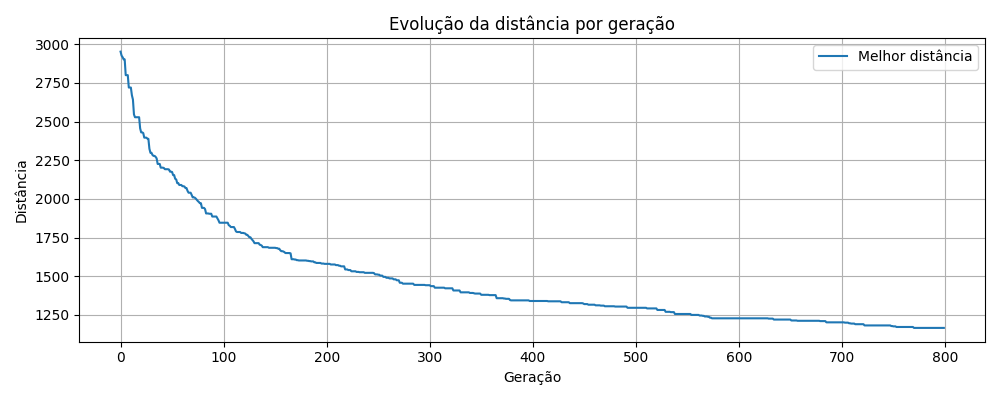 Evolução da distância por geração
Melhor distância
Distância
3000
2750
2500
2250
2000
1750
1500
1250
0 100 200 300 400 500 600 700 800
Geração